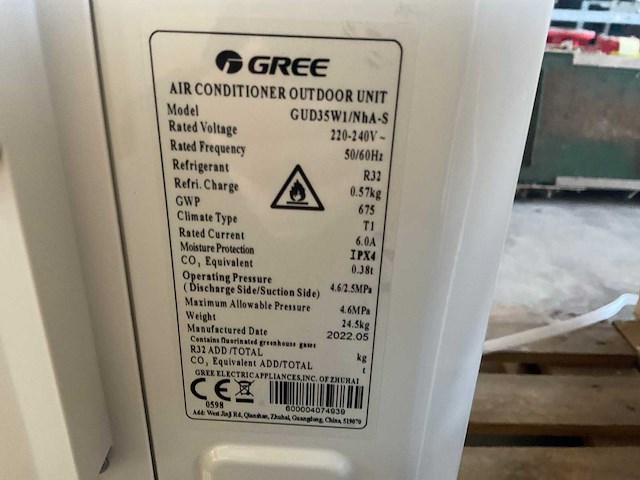 GREE
AIR CONDITIONER OUTDOOR UNIT
Model GUD35W1/NhA-S
Rated Voltage 220-240V~
Rated Frequency 50/60Hz
Refrigerant R32
Refri. Charge 0.57kg
GWP 675
Climate Type T1
Rated Current 6.0A
Moisture Protection IPX4
CO₂ Equivalent 0.38t
Operating Pressure
(Discharge Side/Suction Side) 4.6/2.5MPa
Maximum Allowable Pressure 4.6MPa
Weight 24.5kg
Manufactured Date 2022.05
Contains fluorinated greenhouse gases
R32 ADD/TOTAL kg
CO₂ Equivalent ADD/TOTAL t
GREE ELECTRIC APPLIANCES,INC. OF ZHUHAI
CE
0598
600004074939
Add: West JinJi Rd, Qianshan, Zhuhai, Guangdong, China, 519070